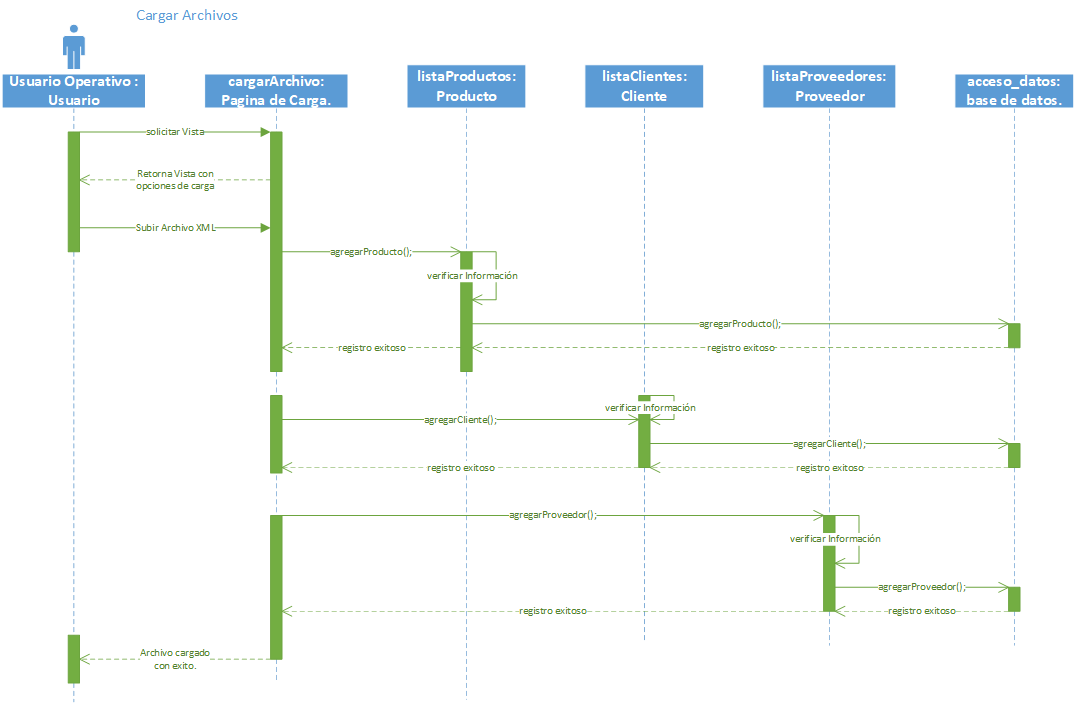 Cargar Archivos
Usuario Operativo :
Usuario
cargarArchivo:
Pagina de Carga.
listaProductos:
Producto
listaClientes:
Cliente
listaProveedores:
Proveedor
acceso_datos:
base de datos.
solicitar Vista
Retorna Vista con
opciones de carga
Subir Archivo XML
agregarProducto();
verificar Información
agregarProducto();
registro exitoso
registro exitoso
verificar Información
agregarCliente();
agregarCliente();
registro exitoso
registro exitoso
agregarProveedor();
verificar Información
agregarProveedor();
registro exitoso
registro exitoso
Archivo cargado
con exito.